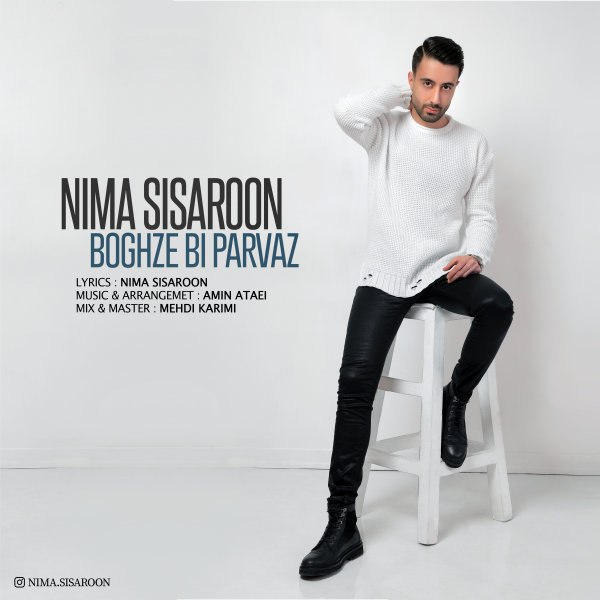 NIMA SISAROON
BOGHZE BI PARVAZ
LYRICS : NIMA SISAROON
MUSIC & ARRANGEMET : AMIN ATAEI
MIX & MASTER : MEHDI KARIMI
NIMA.SISAROON